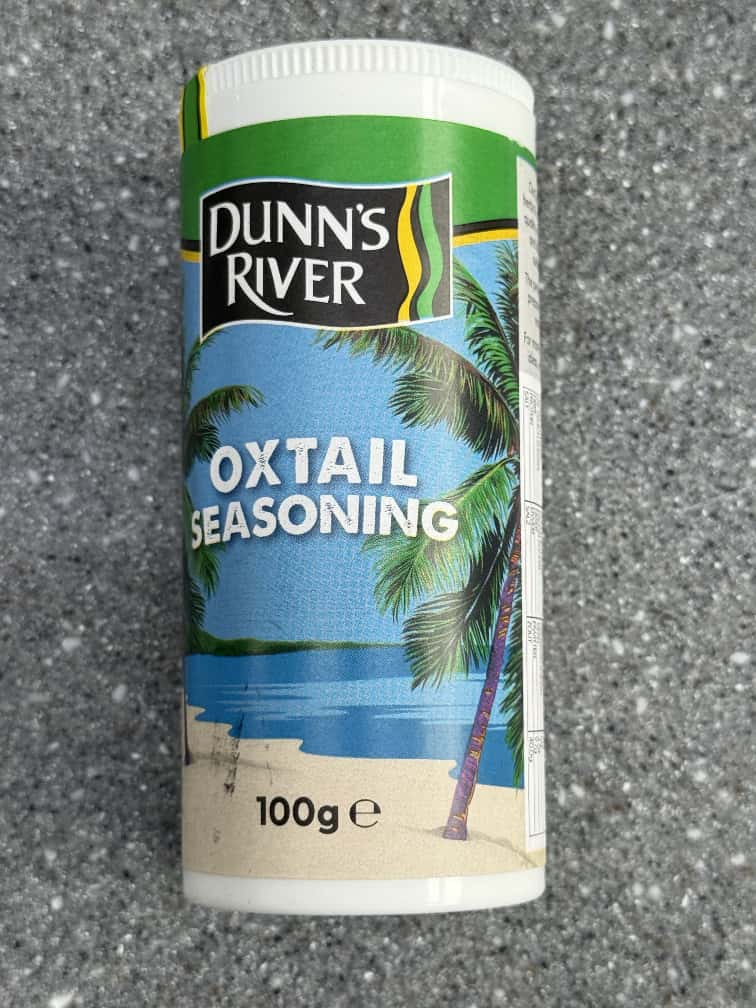 DUNN'S
RIVER
OXTAIL
SEASONING
100g ℮